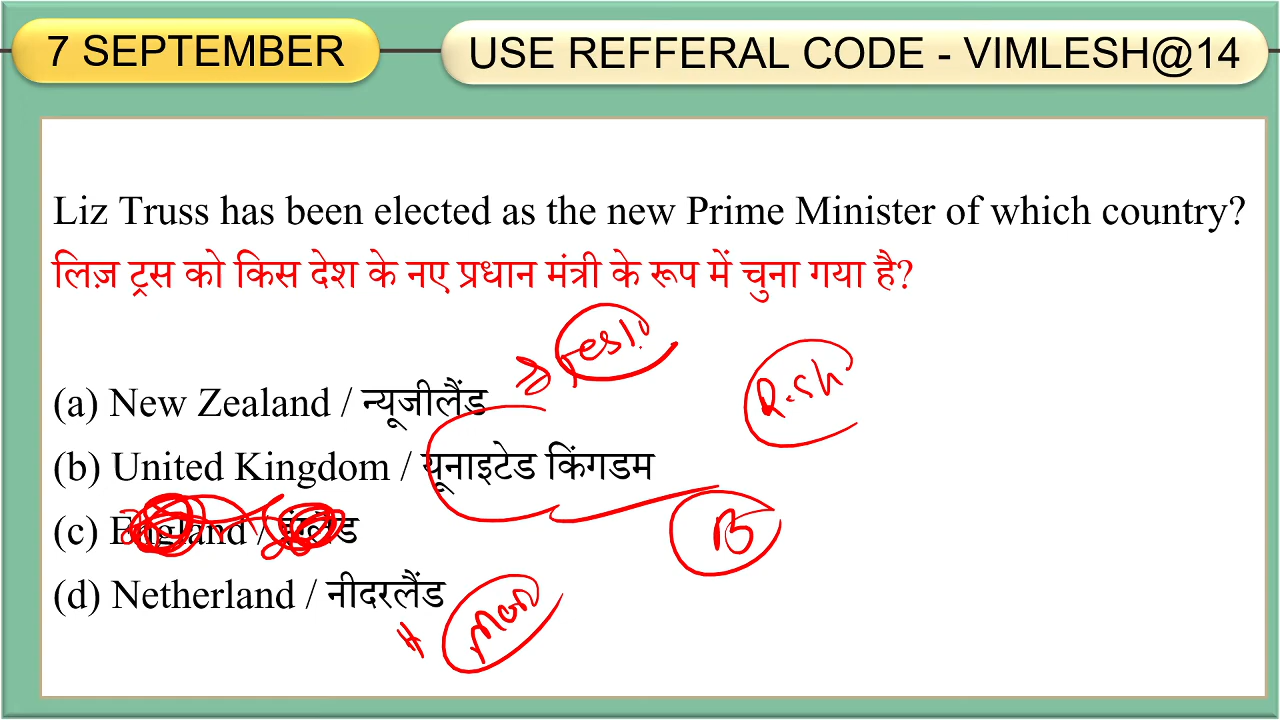 7 SEPTEMBER
USE REFFERAL CODE - VIMLESH@14
Liz Truss has been elected as the new Prime Minister of which country?
लिज़ ट्रस को किस देश के नए प्रधान मंत्री के रूप में चुना गया है?
(a) New Zealand / न्यूजीलैंड
(b) United Kingdom / यूनाइटेड किंगडम
(c) England / इंग्लैंड
(d) Netherland / नीदरलैंड
B